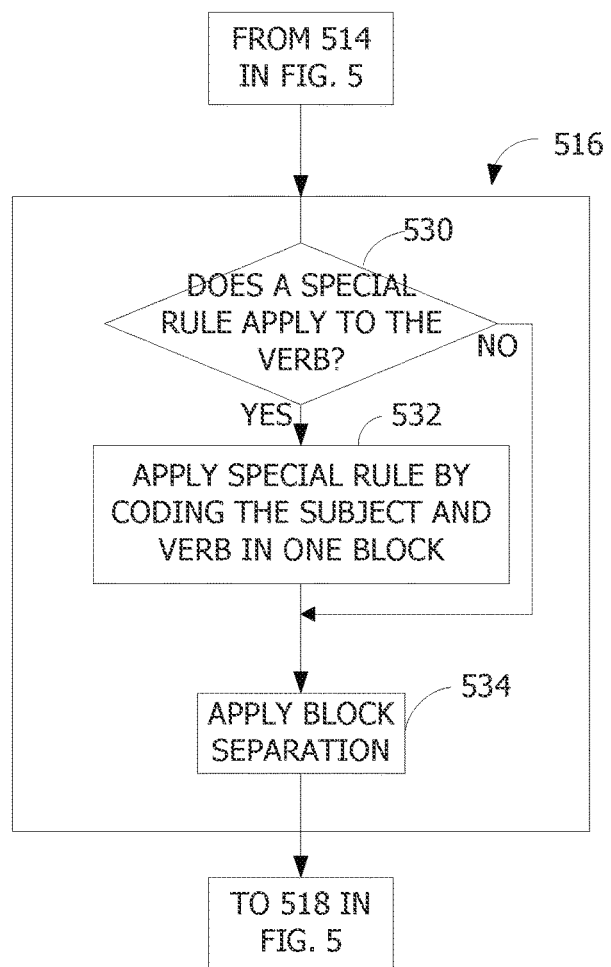 FROM 514
IN FIG. 5
516
530
DOES A SPECIAL
RULE APPLY TO THE
VERB?
NO
YES
532
APPLY SPECIAL RULE BY
CODING THE SUBJECT AND
VERB IN ONE BLOCK
534
APPLY BLOCK
SEPARATION
TO 518 IN
FIG. 5